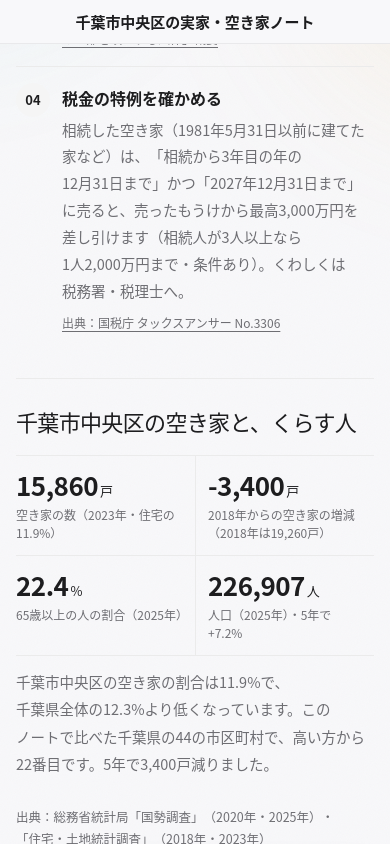 千葉市中央区の実家・空き家ノート
04
税金の特例を確かめる
相続した空き家（1981年5月31日以前に建てた
家など）は、「相続から3年目の年の
12月31日まで」かつ「2027年12月31日まで」
に売ると、売ったもうけから最高3,000万円を
差し引けます（相続人が3人以上なら
1人2,000万円まで・条件あり）。くわしくは
税務署・税理士へ。
出典：国税庁 タックスアンサー No.3306
千葉市中央区の空き家と、くらす人
15,860戸
空き家の数（2023年・住宅の
11.9%）
-3,400戸
2018年からの空き家の増減
（2018年は19,260戸）
22.4%
65歳以上の人の割合（2025年）
226,907人
人口（2025年）・5年で
+7.2%
千葉市中央区の空き家の割合は11.9%で、
千葉県全体の12.3%より低くなっています。この
ノートで比べた千葉県の44の市区町村で、高い方から
22番目です。5年で3,400戸減りました。
出典：総務省統計局「国勢調査」（2020年・2025年）・
「住宅・土地統計調査」（2018年・2023年）